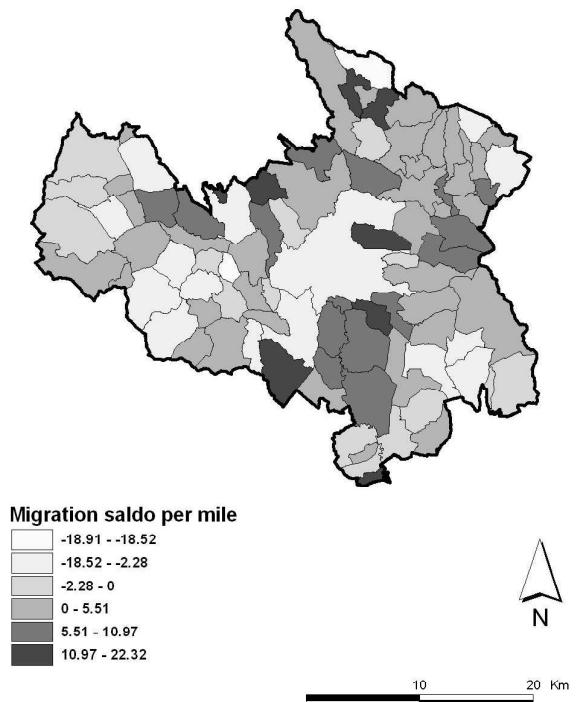 Migration saldo per mile
-18.91 - -18.52
-18.52 - -2.28
-2.28 - 0
0 - 5.51
5.51 - 10.97
10.97 - 22.32
N
10 20 Km